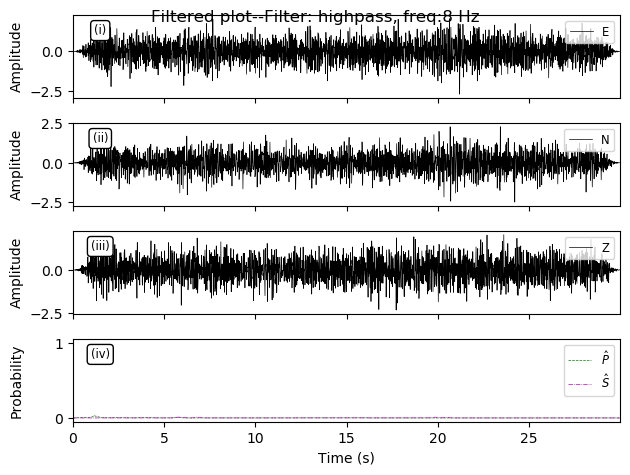 Filtered plot--Filter: highpass, freq:8 Hz
(i)
E
Amplitude
0.0
−2.5
(ii)
N
Amplitude
2.5
0.0
−2.5
(iii)
Z
Amplitude
0.0
−2.5
(iv)
P̂
Ŝ
Probability
1
0
0 5 10 15 20 25
Time (s)